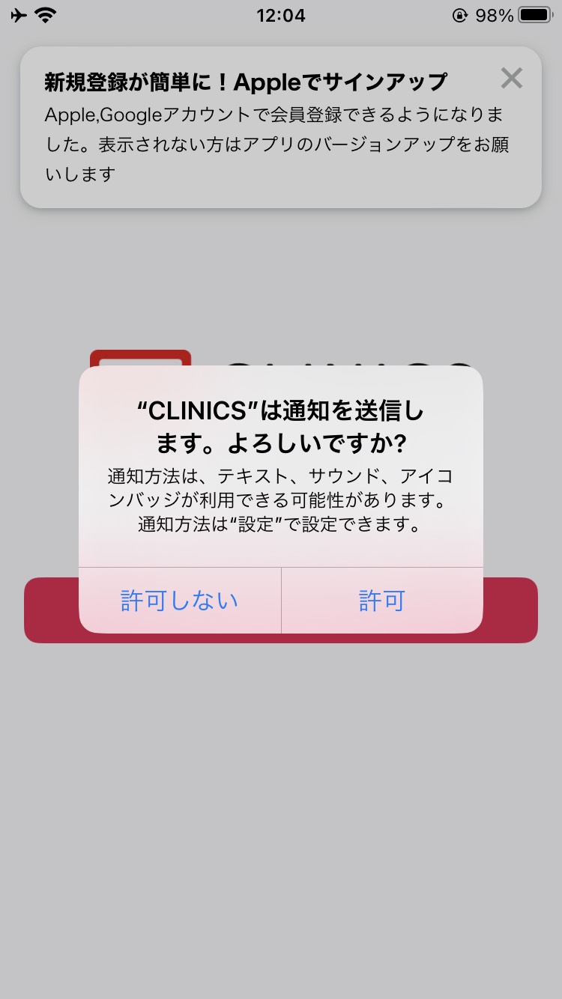 12:04
98%
新規登録が簡単に！Appleでサインアップ
Apple,Googleアカウントで会員登録できるようになりま
した。表示されない方はアプリのバージョンアップをお願
いします
“CLINICS”は通知を送信し
ます。よろしいですか?
通知方法は、テキスト、サウンド、アイコ
ンバッジが利用できる可能性があります。
通知方法は“設定”で設定できます。
許可しない
許可